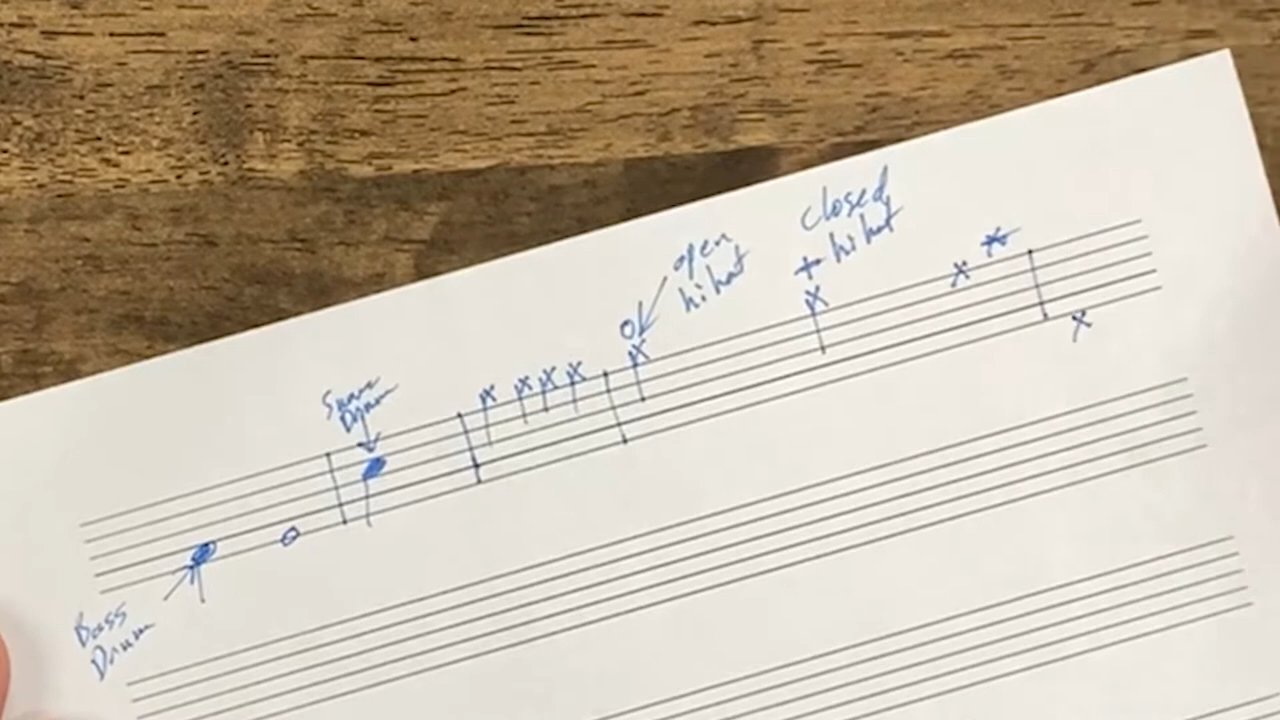 Bass
Drum
Snare
Drum
open
hi hat
closed
+ hi hat